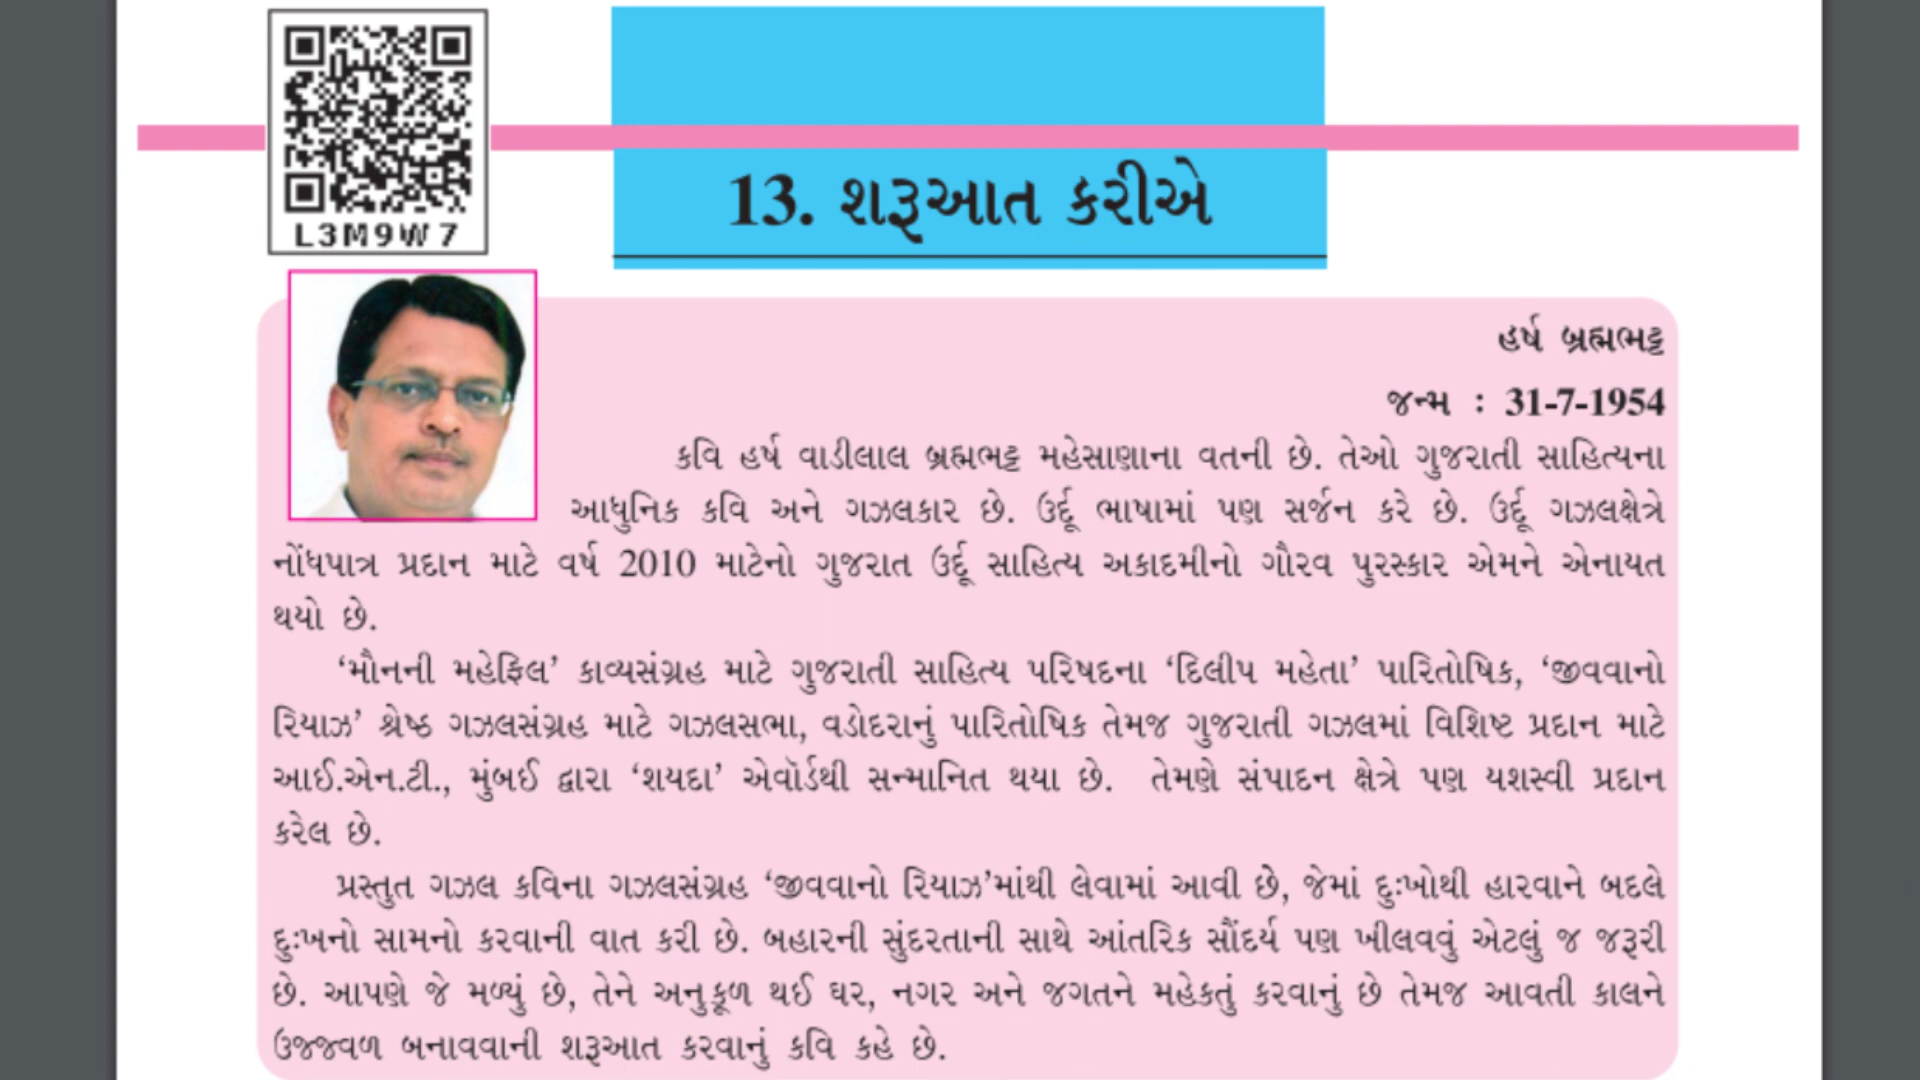 L3M9W7
13. શરૂઆત કરીએ
હર્ષ બ્રહ્મભટ્ટ
જન્મ : 31-7-1954
કવિ હર્ષ વાડીલાલ બ્રહ્મભટ્ટ મહેસાણાના વતની છે. તેઓ ગુજરાતી સાહિત્યના
આધુનિક કવિ અને ગઝલકાર છે. ઉર્દૂ ભાષામાં પણ સર્જન કરે છે. ઉર્દૂ ગઝલક્ષેત્રે
નોંધપાત્ર પ્રદાન માટે વર્ષ 2010 માટેનો ગુજરાત ઉર્દૂ સાહિત્ય અકાદમીનો ગૌરવ પુરસ્કાર એમને એનાયત
થયો છે.
‘મૌનની મહેફિલ’ કાવ્યસંગ્રહ માટે ગુજરાતી સાહિત્ય પરિષદના ‘દિલીપ મહેતા’ પારિતોષિક, ‘જીવવાનો
રિયાઝ’ શ્રેષ્ઠ ગઝલસંગ્રહ માટે ગઝલસભા, વડોદરાનું પારિતોષિક તેમજ ગુજરાતી ગઝલમાં વિશિષ્ટ પ્રદાન માટે
આઈ.એન.ટી., મુંબઈ દ્વારા ‘શયદા’ એવૉર્ડથી સન્માનિત થયા છે. તેમણે સંપાદન ક્ષેત્રે પણ યશસ્વી પ્રદાન
કરેલ છે.
પ્રસ્તુત ગઝલ કવિના ગઝલસંગ્રહ ‘જીવવાનો રિયાઝ’માંથી લેવામાં આવી છે, જેમાં દુઃખોથી હારવાને બદલે
દુઃખનો સામનો કરવાની વાત કરી છે. બહારની સુંદરતાની સાથે આંતરિક સૌંદર્ય પણ ખીલવવું એટલું જ જરૂરી
છે. આપણે જે મળ્યું છે, તેને અનુકૂળ થઈ ઘર, નગર અને જગતને મહેકતું કરવાનું છે તેમજ આવતી કાલને
ઉજ્જ્વળ બનાવવાની શરૂઆત કરવાનું કવિ કહે છે.